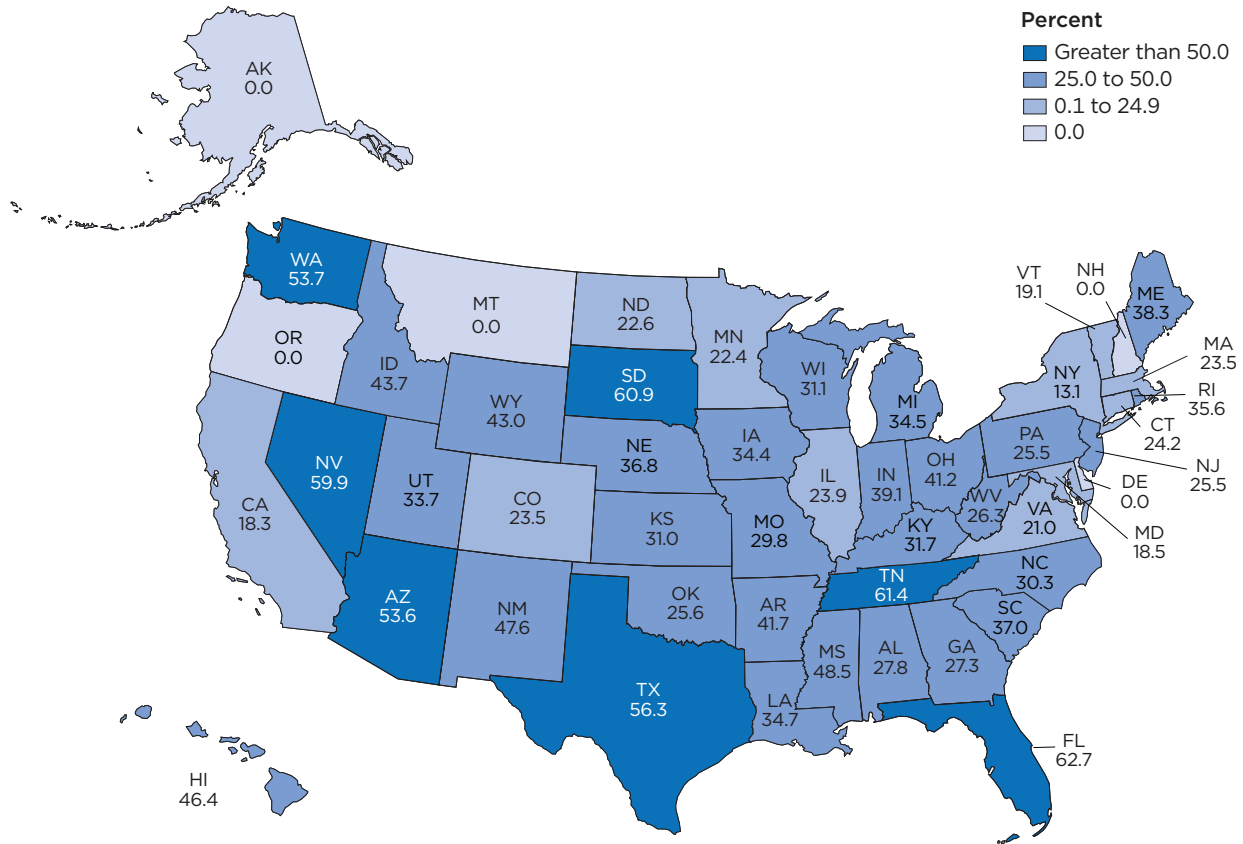 Percent
Greater than 50.0
25.0 to 50.0
0.1 to 24.9
0.0
AK
0.0
WA
53.7
OR
0.0
CA
18.3
ID
43.7
NV
59.9
MT
0.0
WY
43.0
UT
33.7
AZ
53.6
CO
23.5
NM
47.6
ND
22.6
SD
60.9
NE
36.8
KS
31.0
OK
25.6
TX
56.3
MN
22.4
IA
34.4
MO
29.8
AR
41.7
LA
34.7
WI
31.1
IL
23.9
MI
34.5
IN
39.1
OH
41.2
KY
31.7
TN
61.4
MS
48.5
AL
27.8
GA
27.3
FL
62.7
SC
37.0
NC
30.3
VA
21.0
WV
26.3
PA
25.5
NY
13.1
VT
19.1
NH
0.0
ME
38.3
MA
23.5
RI
35.6
CT
24.2
NJ
25.5
DE
0.0
MD
18.5
HI
46.4